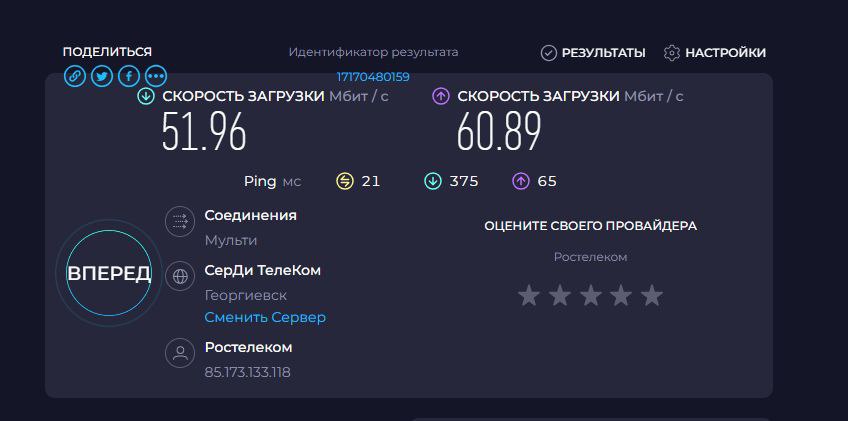 ПОДЕЛИТЬСЯ
Идентификатор результата
17170480159
РЕЗУЛЬТАТЫ
НАСТРОЙКИ
СКОРОСТЬ ЗАГРУЗКИ Мбит / с
51.96
СКОРОСТЬ ЗАГРУЗКИ Мбит / с
60.89
Ping мс 21 375 65
ВПЕРЕД
Соединения
Мульти
СерДи ТелеКом
Георгиевск
Сменить Сервер
Ростелеком
85.173.133.118
ОЦЕНИТЕ СВОЕГО ПРОВАЙДЕРА
Ростелеком